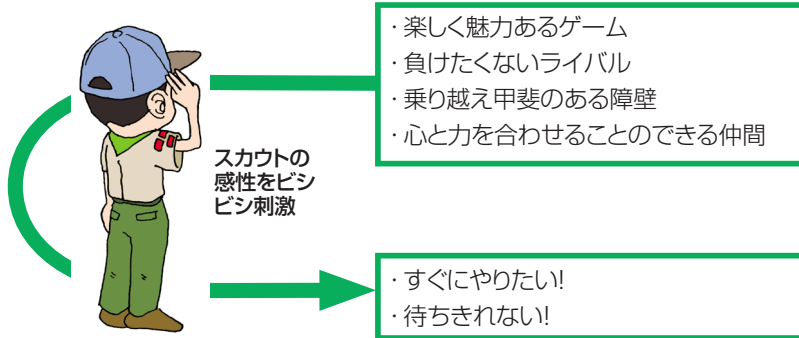 ・楽しく魅力あるゲーム
・負けたくないライバル
・乗り越え甲斐のある障壁
・心と力を合わせることのできる仲間
スカウトの
感性をビシ
ビシ刺激
・すぐにやりたい!
・待ちきれない!